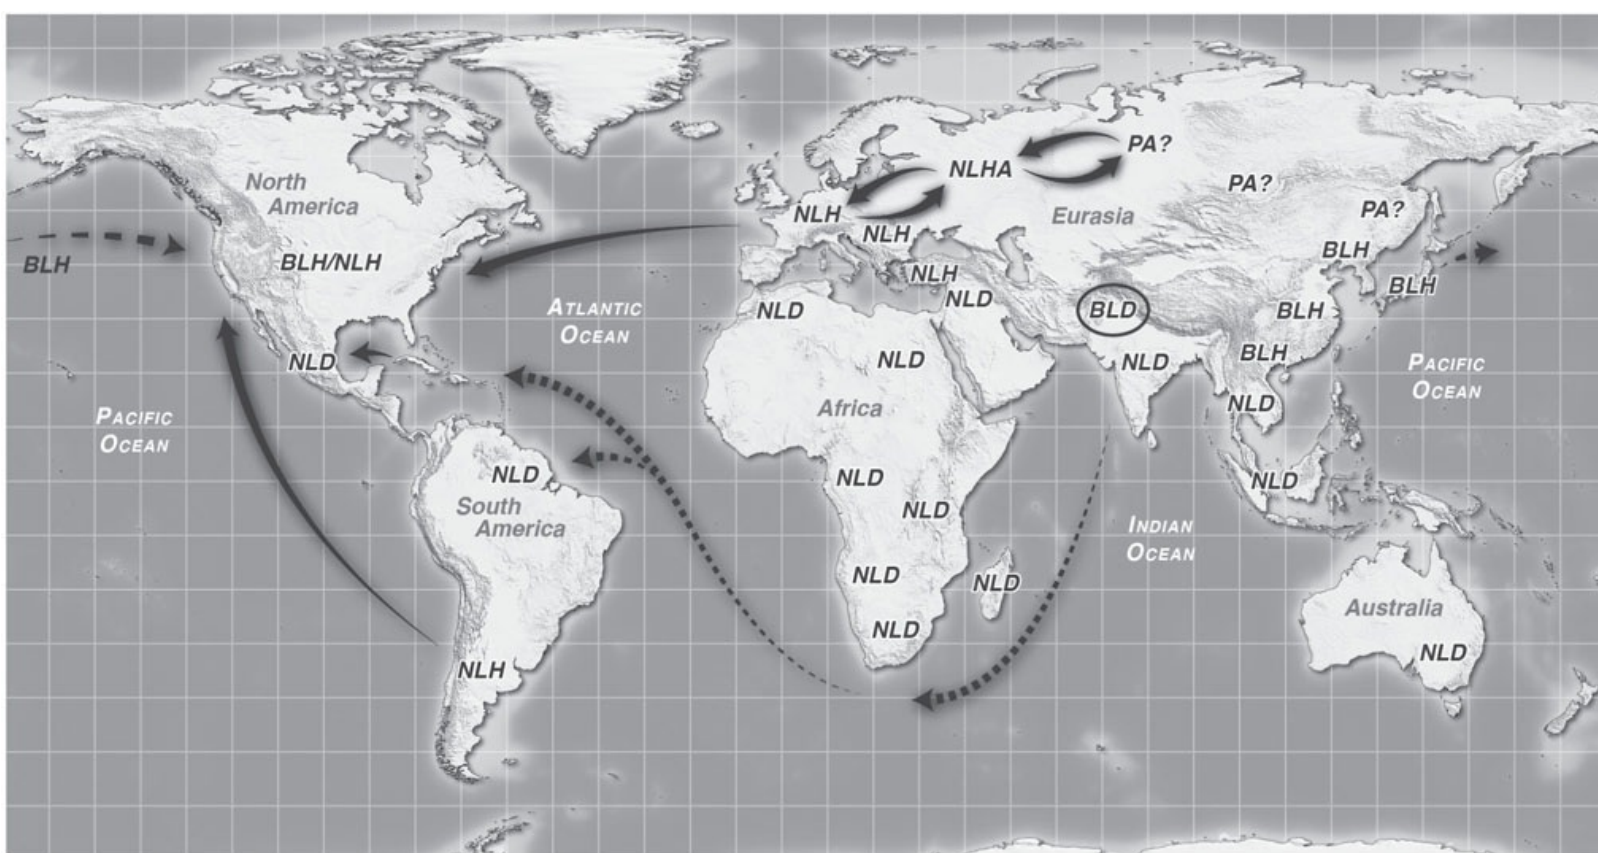 PA?
NLHA
PA?
North
America
NLH
Eurasia
PA?
NLH
BLH
BLH
BLH/NLH
NLH
NLD
BLH
ATLANTIC
OCEAN
NLD
BLD
BLH
NLD
NLD
NLD
BLH
PACIFIC
OCEAN
PACIFIC
OCEAN
Africa
NLD
NLD
South
America
NLD
NLD
NLD
INDIAN
OCEAN
NLD
NLD
Australia
NLD
NLD
NLH